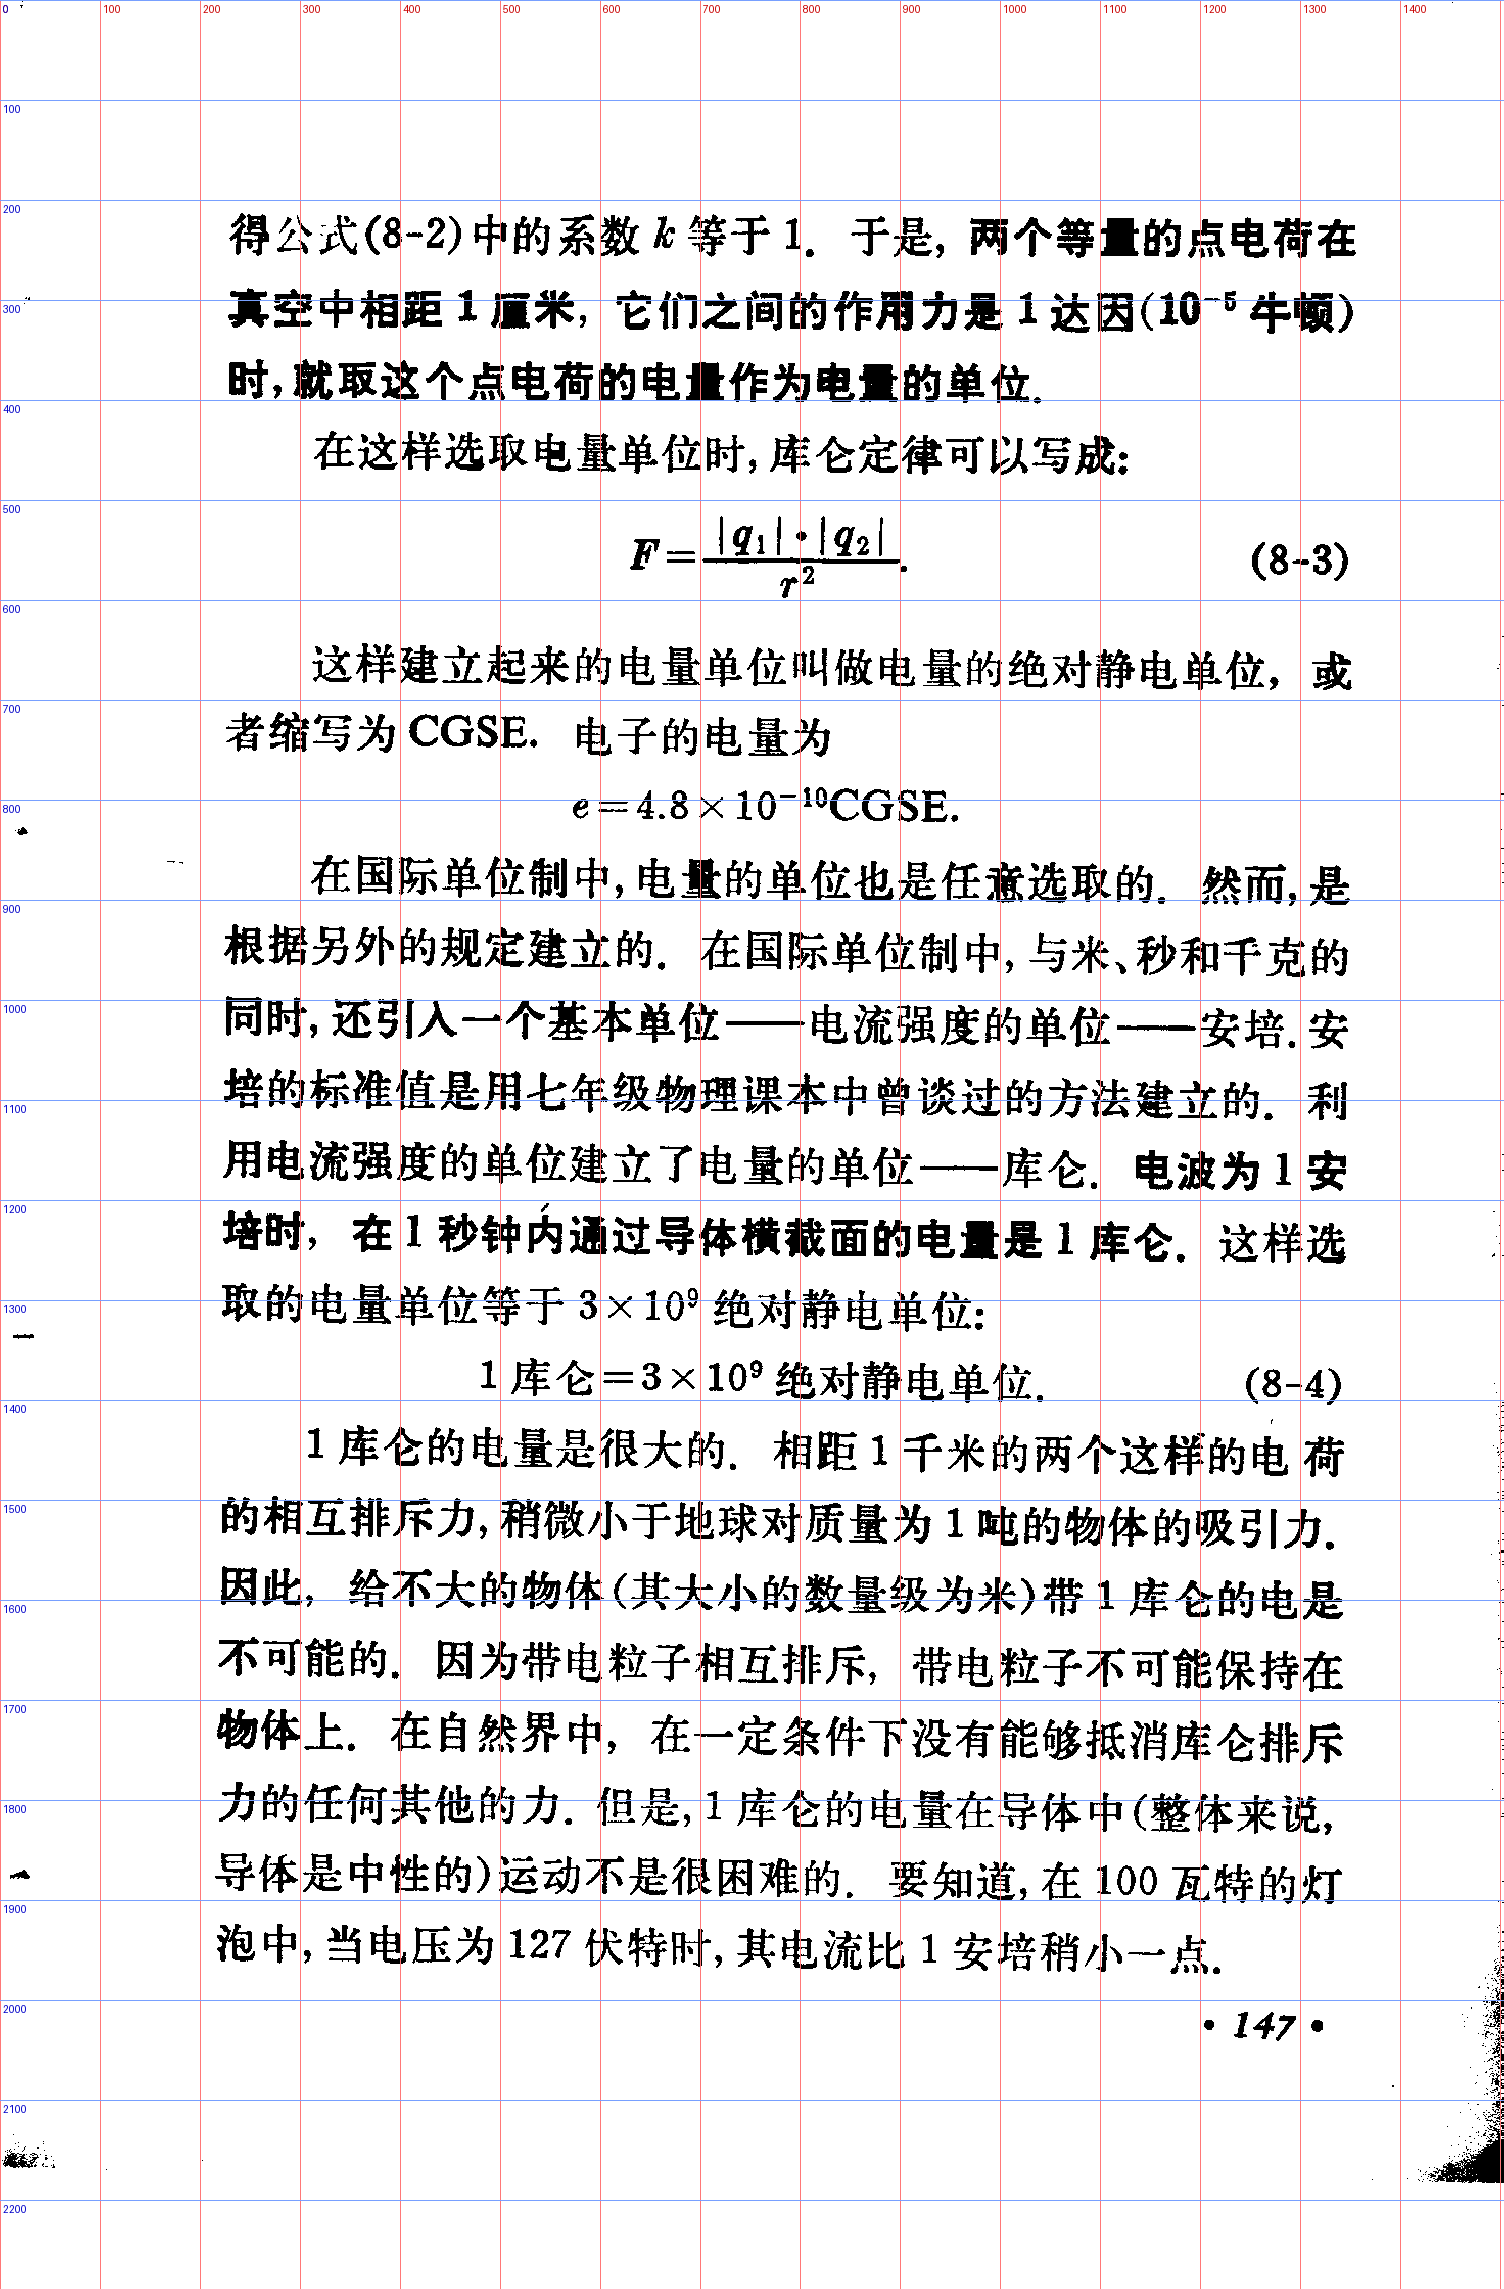 得公式(8-2)中的系数 k 等于 1. 于是, 两个等量的点电荷在
真空中相距 1 厘米, 它们之间的作用力是 1 达因(10⁻⁵ 牛顿)
时, 就取这个点电荷的电量作为电量的单位.
在这样选取电量单位时, 库仑定律可以写成:
F = |q₁|·|q₂| / r². (8-3)
这样建立起来的电量单位叫做电量的绝对静电单位, 或
者缩写为 CGSE. 电子的电量为
e = 4.8 × 10⁻¹⁰CGSE.
在国际单位制中, 电量的单位也是任意选取的. 然而, 是
根据另外的规定建立的. 在国际单位制中, 与米、秒和千克的
同时, 还引入一个基本单位——电流强度的单位——安培. 安
培的标准值是用七年级物理课本中曾谈过的方法建立的. 利
用电流强度的单位建立了电量的单位——库仑. 电波为 1 安
培时, 在 1 秒钟内通过导体横截面的电量是 1 库仑. 这样选
取的电量单位等于 3×10⁹ 绝对静电单位:
1 库仑=3×10⁹ 绝对静电单位. (8-4)
1 库仑的电量是很大的. 相距 1 千米的两个这样的电荷
的相互排斥力, 稍微小于地球对质量为 1 吨的物体的吸引力.
因此, 给不大的物体(其大小的数量级为米)带 1 库仑的电是
不可能的. 因为带电粒子相互排斥, 带电粒子不可能保持在
物体上. 在自然界中, 在一定条件下没有能够抵消库仑排斥
力的任何其他的力. 但是, 1 库仑的电量在导体中(整体来说,
导体是中性的)运动不是很困难的. 要知道, 在 100 瓦特的灯
泡中, 当电压为 127 伏特时, 其电流比 1 安培稍小一点.
• 147 •